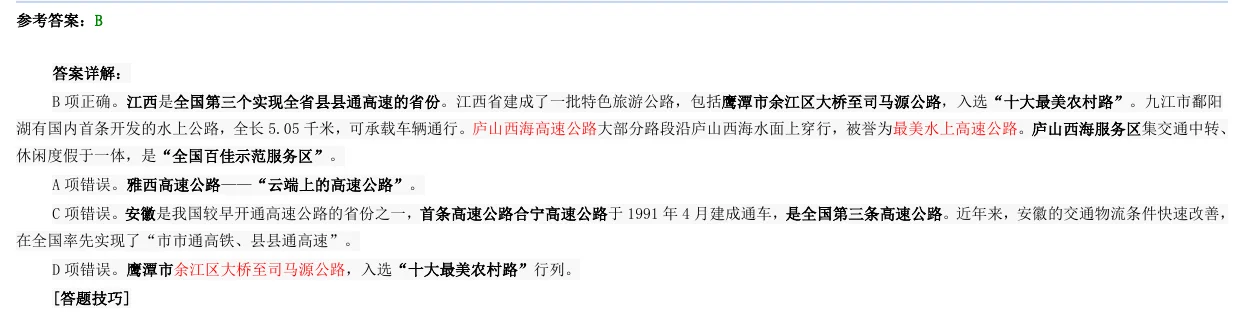 参考答案：B
答案详解：
B 项正确。江西是全国第三个实现全省县县通高速的省份。江西省建成了一批特色旅游公路，包括鹰潭市余江区大桥至司马源公路，入选“十大最美农村路”。九江市鄱阳
湖有国内首条开发的水上公路，全长 5.05 千米，可承载车辆通行。庐山西海高速公路大部分路段沿庐山西海水面上穿行，被誉为最美水上高速公路。庐山西海服务区集交通中转、
休闲度假于一体，是“全国百佳示范服务区”。
A 项错误。雅西高速公路——“云端上的高速公路”。
C 项错误。安徽是我国较早开通高速公路的省份之一，首条高速公路合宁高速公路于 1991 年 4 月建成通车，是全国第三条高速公路。近年来，安徽的交通物流条件快速改善，
在全国率先实现了“市市通高铁、县县通高速”。
D 项错误。鹰潭市余江区大桥至司马源公路，入选“十大最美农村路”行列。
[答题技巧]